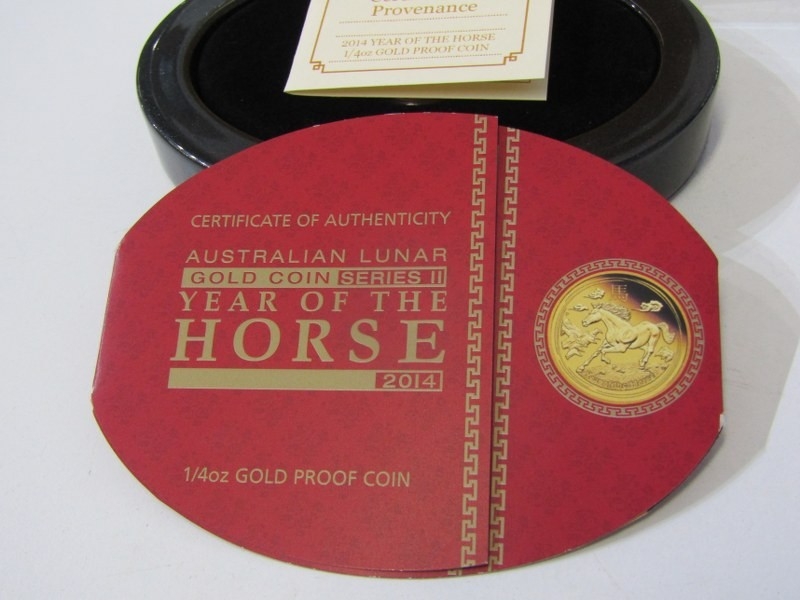 Provenance
2014 YEAR OF THE HORSE
1/4oz GOLD PROOF COIN
CERTIFICATE OF AUTHENTICITY
AUSTRALIAN LUNAR
GOLD COIN SERIES II
YEAR OF THE
HORSE
2014
1/4oz GOLD PROOF COIN